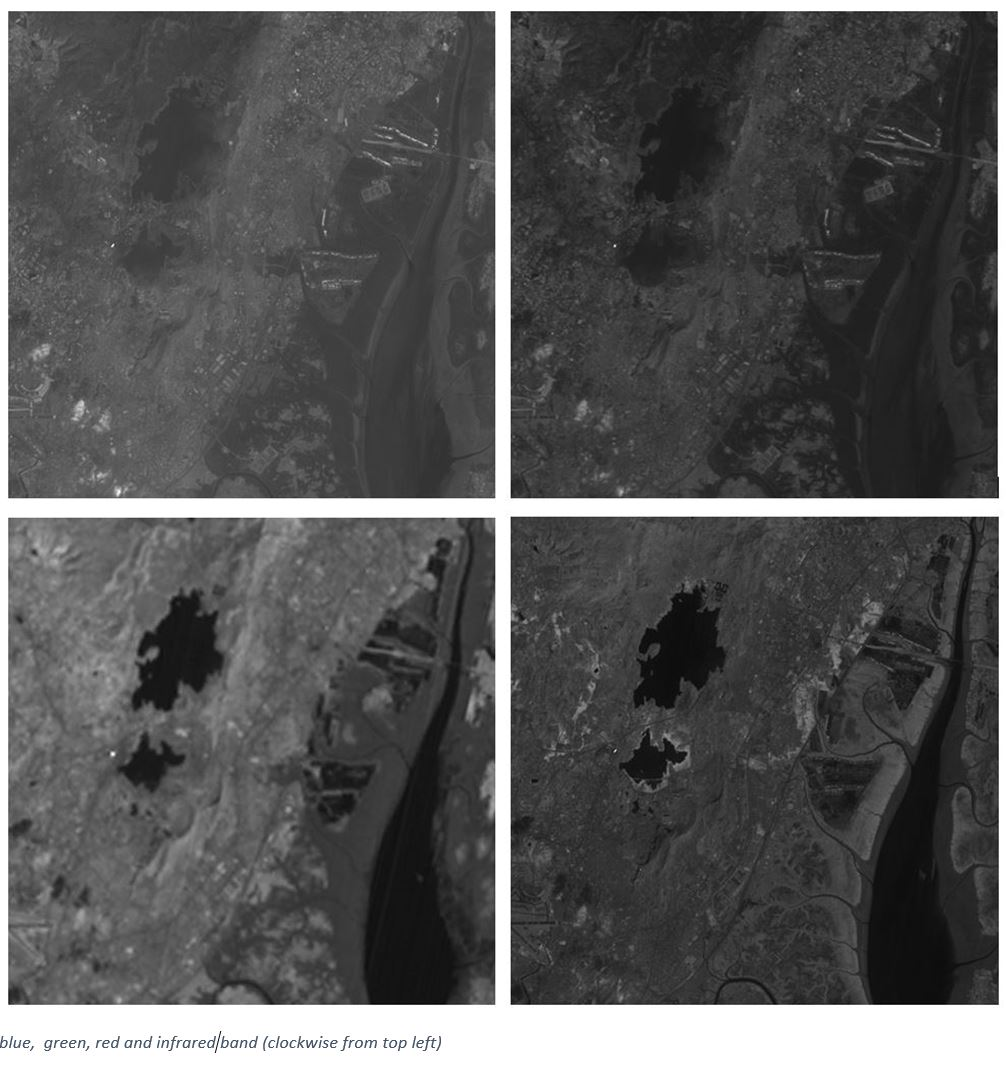 blue, green, red and infrared band (clockwise from top left)